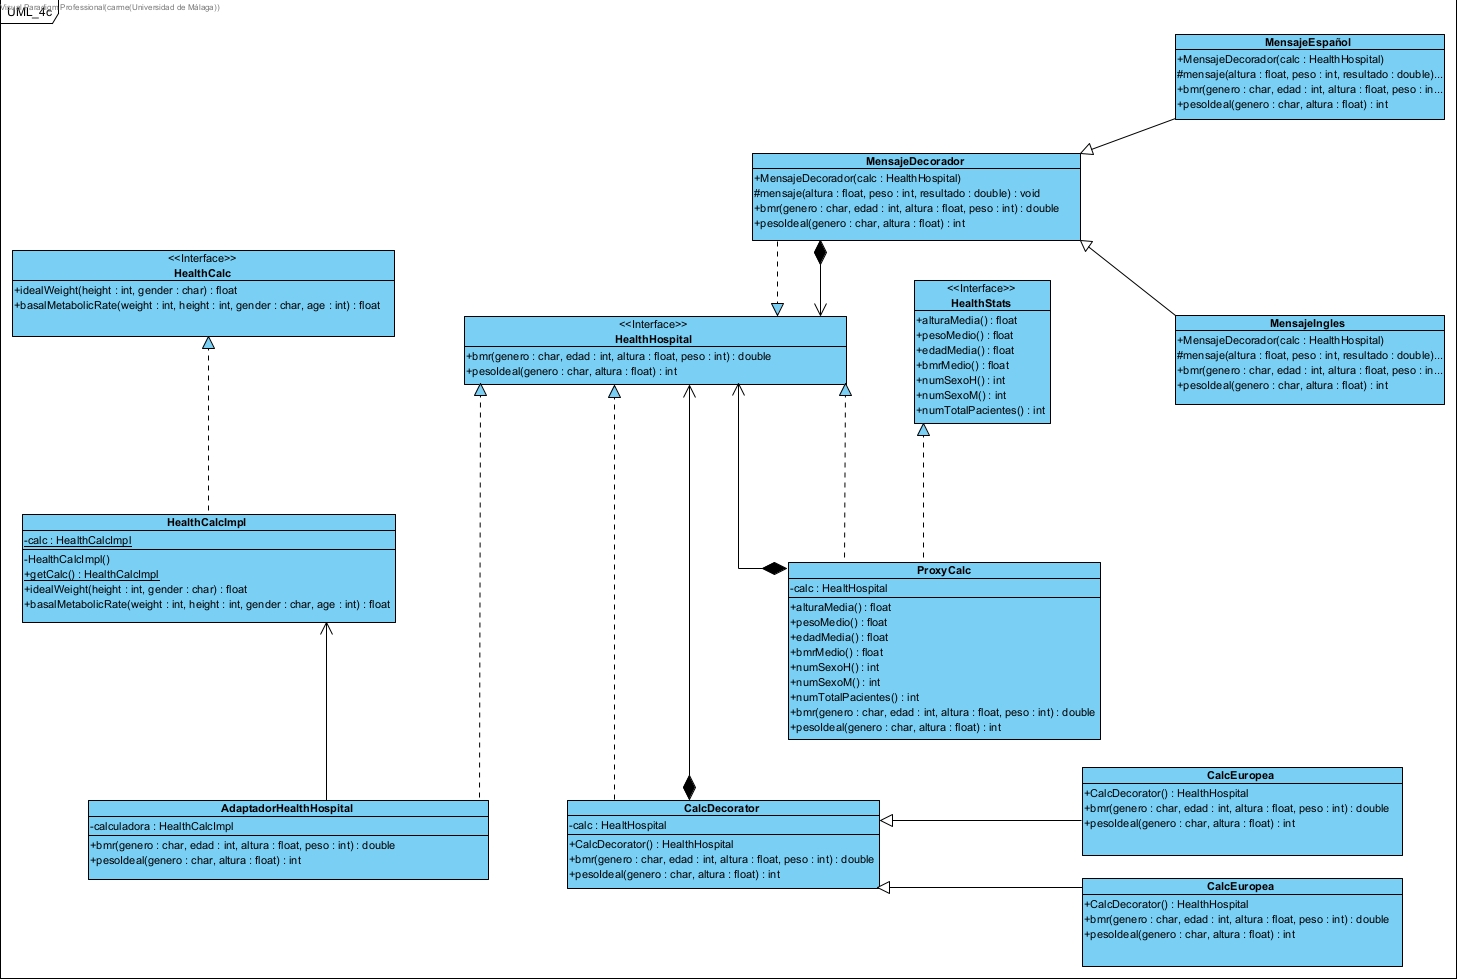 Visual Paradigm Professional(carme(Universidad de Málaga))
UML_4c
MensajeEspañol
+MensajeDecorador(calc : HealthHospital)
#mensaje(altura : float, peso : int, resultado : double)...
+bmr(genero : char, edad : int, altura : float, peso : in...
+pesoIdeal(genero : char, altura : float) : int
MensajeDecorador
+MensajeDecorador(calc : HealthHospital)
#mensaje(altura : float, peso : int, resultado : double) : void
+bmr(genero : char, edad : int, altura : float, peso : int) : double
+pesoIdeal(genero : char, altura : float) : int
<<Interface>>
HealthCalc
+idealWeight(height : int, gender : char) : float
+basalMetabolicRate(weight : int, height : int, gender : char, age : int) : float
<<Interface>>
HealthStats
+alturaMedia() : float
+pesoMedio() : float
+edadMedia() : float
+bmrMedio() : float
+numSexoH() : int
+numSexoM() : int
+numTotalPacientes() : int
<<Interface>>
HealthHospital
+bmr(genero : char, edad : int, altura : float, peso : int) : double
+pesoIdeal(genero : char, altura : float) : int
MensajeIngles
+MensajeDecorador(calc : HealthHospital)
#mensaje(altura : float, peso : int, resultado : double)...
+bmr(genero : char, edad : int, altura : float, peso : in...
+pesoIdeal(genero : char, altura : float) : int
HealthCalcImpl
-calc : HealthCalcImpl
-HealthCalcImpl()
+getCalc() : HealthCalcImpl
+idealWeight(height : int, gender : char) : float
+basalMetabolicRate(weight : int, height : int, gender : char, age : int) : float
ProxyCalc
-calc : HealtHospital
+alturaMedia() : float
+pesoMedio() : float
+edadMedia() : float
+bmrMedio() : float
+numSexoH() : int
+numSexoM() : int
+numTotalPacientes() : int
+bmr(genero : char, edad : int, altura : float, peso : int) : double
+pesoIdeal(genero : char, altura : float) : int
AdaptadorHealthHospital
-calculadora : HealthCalcImpl
+bmr(genero : char, edad : int, altura : float, peso : int) : double
+pesoIdeal(genero : char, altura : float) : int
CalcDecorator
-calc : HealtHospital
+CalcDecorator() : HealthHospital
+bmr(genero : char, edad : int, altura : float, peso : int) : double
+pesoIdeal(genero : char, altura : float) : int
CalcEuropea
+CalcDecorator() : HealthHospital
+bmr(genero : char, edad : int, altura : float, peso : int) : double
+pesoIdeal(genero : char, altura : float) : int
CalcEuropea
+CalcDecorator() : HealthHospital
+bmr(genero : char, edad : int, altura : float, peso : int) : double
+pesoIdeal(genero : char, altura : float) : int